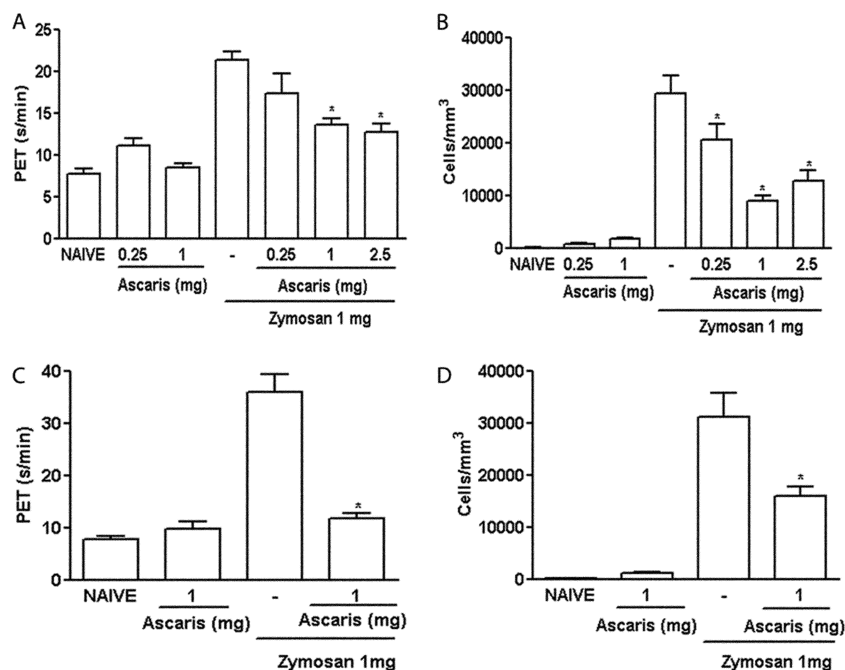 A
PET (s/min)
25
20
15
10
5
0
*
*
NAIVE 0.25 1 - 0.25 1 2.5
Ascaris (mg) Ascaris (mg)
Zymosan 1 mg
B
Cells/mm³
40000
30000
20000
10000
0
*
*
*
NAIVE 0.25 1 - 0.25 1 2.5
Ascaris (mg) Ascaris (mg)
Zymosan 1 mg
C
PET (s/min)
40
30
20
10
0
*
NAIVE 1 - 1
Ascaris (mg) Ascaris (mg)
Zymosan 1mg
D
Cells/mm³
40000
30000
20000
10000
0
*
NAIVE 1 - 1
Ascaris (mg) Ascaris (mg)
Zymosan 1mg